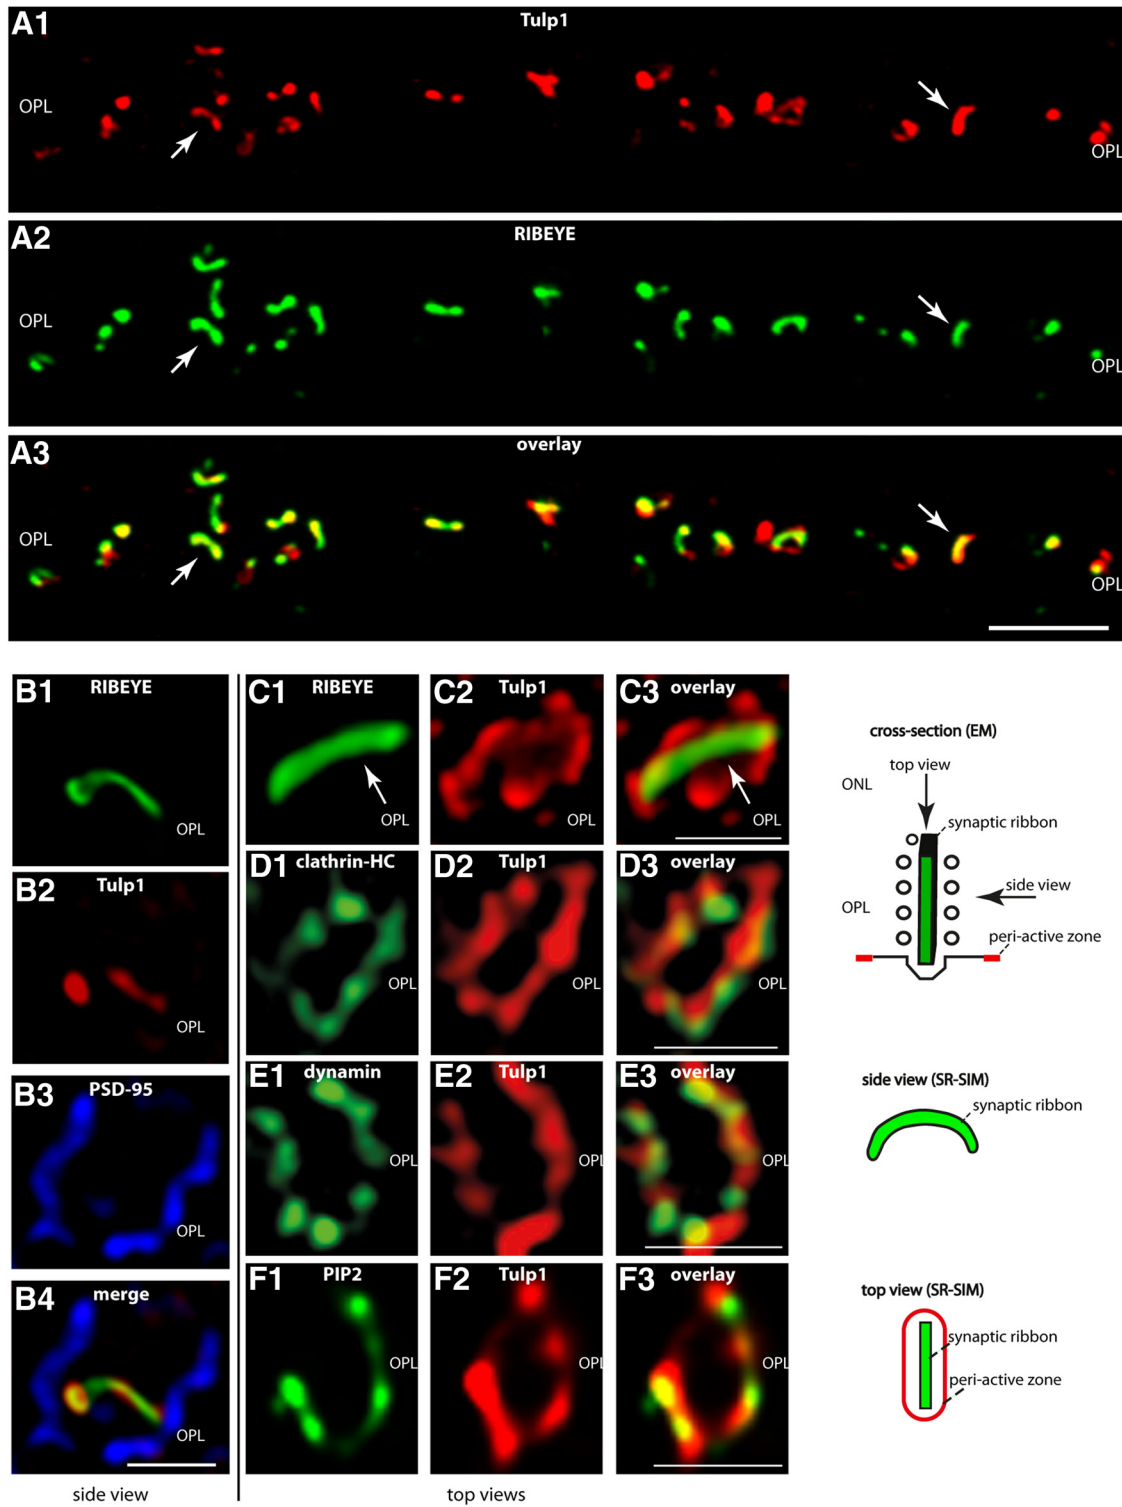 A1
Tulp1
OPL
OPL
A2
RIBEYE
OPL
OPL
A3
overlay
OPL
OPL
B1
RIBEYE
OPL
B2
Tulp1
OPL
B3
PSD-95
OPL
B4
merge
OPL
side view
C1
RIBEYE
OPL
C2
Tulp1
OPL
C3
overlay
OPL
D1
clathrin-HC
OPL
D2
Tulp1
OPL
D3
overlay
OPL
E1
dynamin
OPL
E2
Tulp1
OPL
E3
overlay
OPL
F1
PIP2
OPL
F2
Tulp1
OPL
F3
overlay
OPL
top views
cross-section (EM)
top view
ONL
synaptic ribbon
side view
OPL
peri-active zone
side view (SR-SIM)
synaptic ribbon
top view (SR-SIM)
synaptic ribbon
peri-active zone